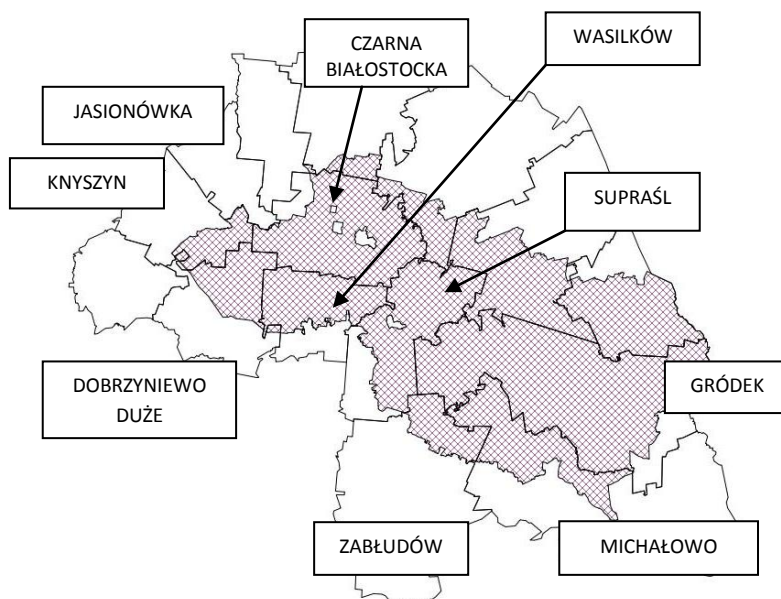 CZARNA
BIAŁOSTOCKA
WASILKÓW
JASIONÓWKA
KNYSZYN
SUPRAŚL
DOBRZYNIEWO
DUŻE
GRÓDEK
ZABŁUDÓW
MICHAŁOWO